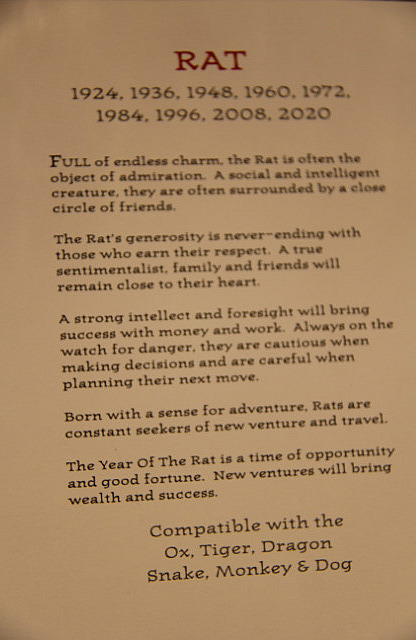 RAT
1924, 1936, 1948, 1960, 1972,
1984, 1996, 2008, 2020
FULL of endless charm, the Rat is often the
object of admiration. A social and intelligent
creature, they are often surrounded by a close
circle of friends.
The Rat's generosity is never-ending with
those who earn their respect. A true
sentimentalist, family and friends will
remain close to their heart.
A strong intellect and foresight will bring
success with money and work. Always on the
watch for danger, they are cautious when
making decisions and are careful when
planning their next move.
Born with a sense for adventure, Rats are
constant seekers of new venture and travel.
The Year Of The Rat is a time of opportunity
and good fortune. New ventures will bring
wealth and success.
Compatible with the
Ox, Tiger, Dragon
Snake, Monkey & Dog